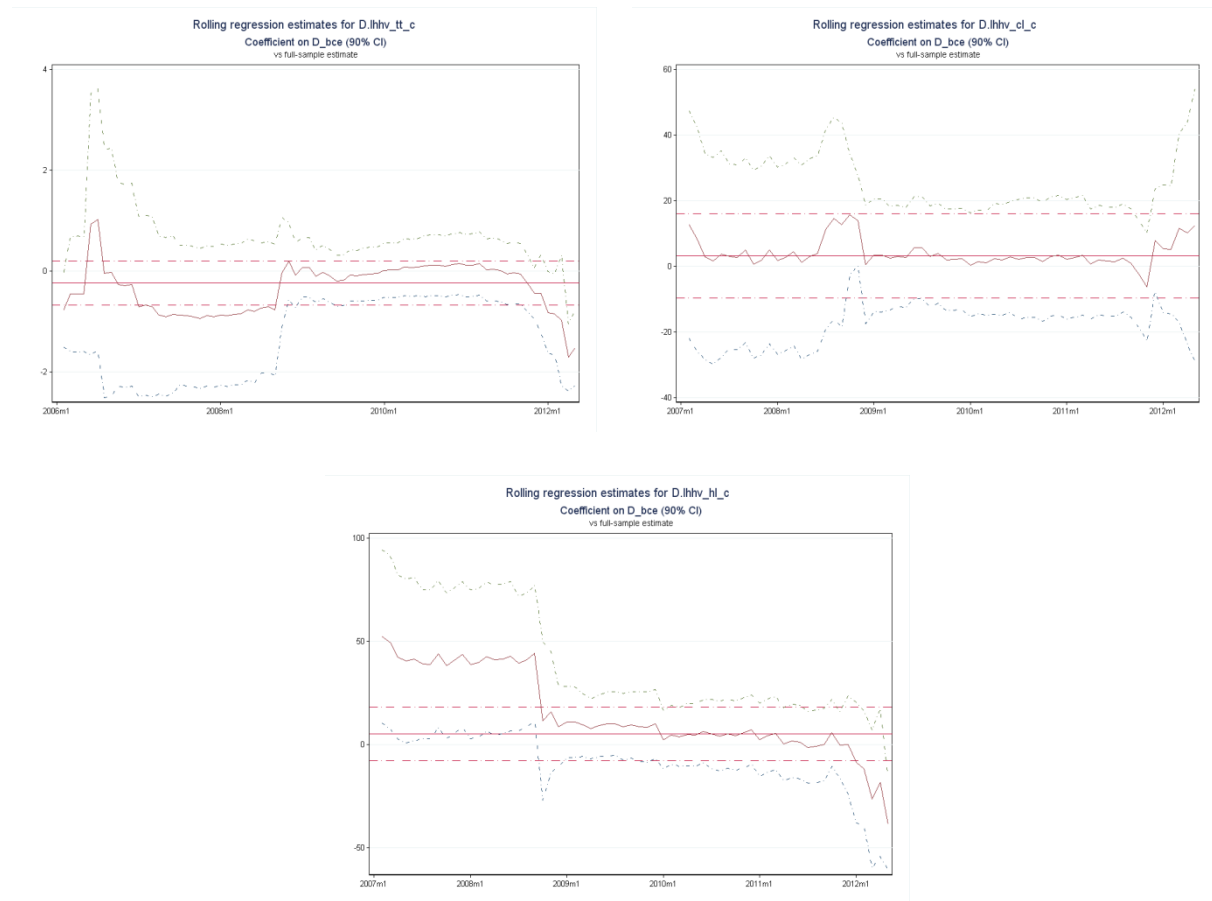 Rolling regression estimates for D.lhhv_tt_c
Coefficient on D_bce (90% CI)
vs full-sample estimate
4
2
0
-2
2006m1 2008m1 2010m1 2012m1
Rolling regression estimates for D.lhhv_cl_c
Coefficient on D_bce (90% CI)
vs full-sample estimate
60
40
20
0
-20
-40
2007m1 2008m1 2009m1 2010m1 2011m1 2012m1
Rolling regression estimates for D.lhhv_hl_c
Coefficient on D_bce (90% CI)
vs full-sample estimate
100
50
0
-50
2007m1 2008m1 2009m1 2010m1 2011m1 2012m1